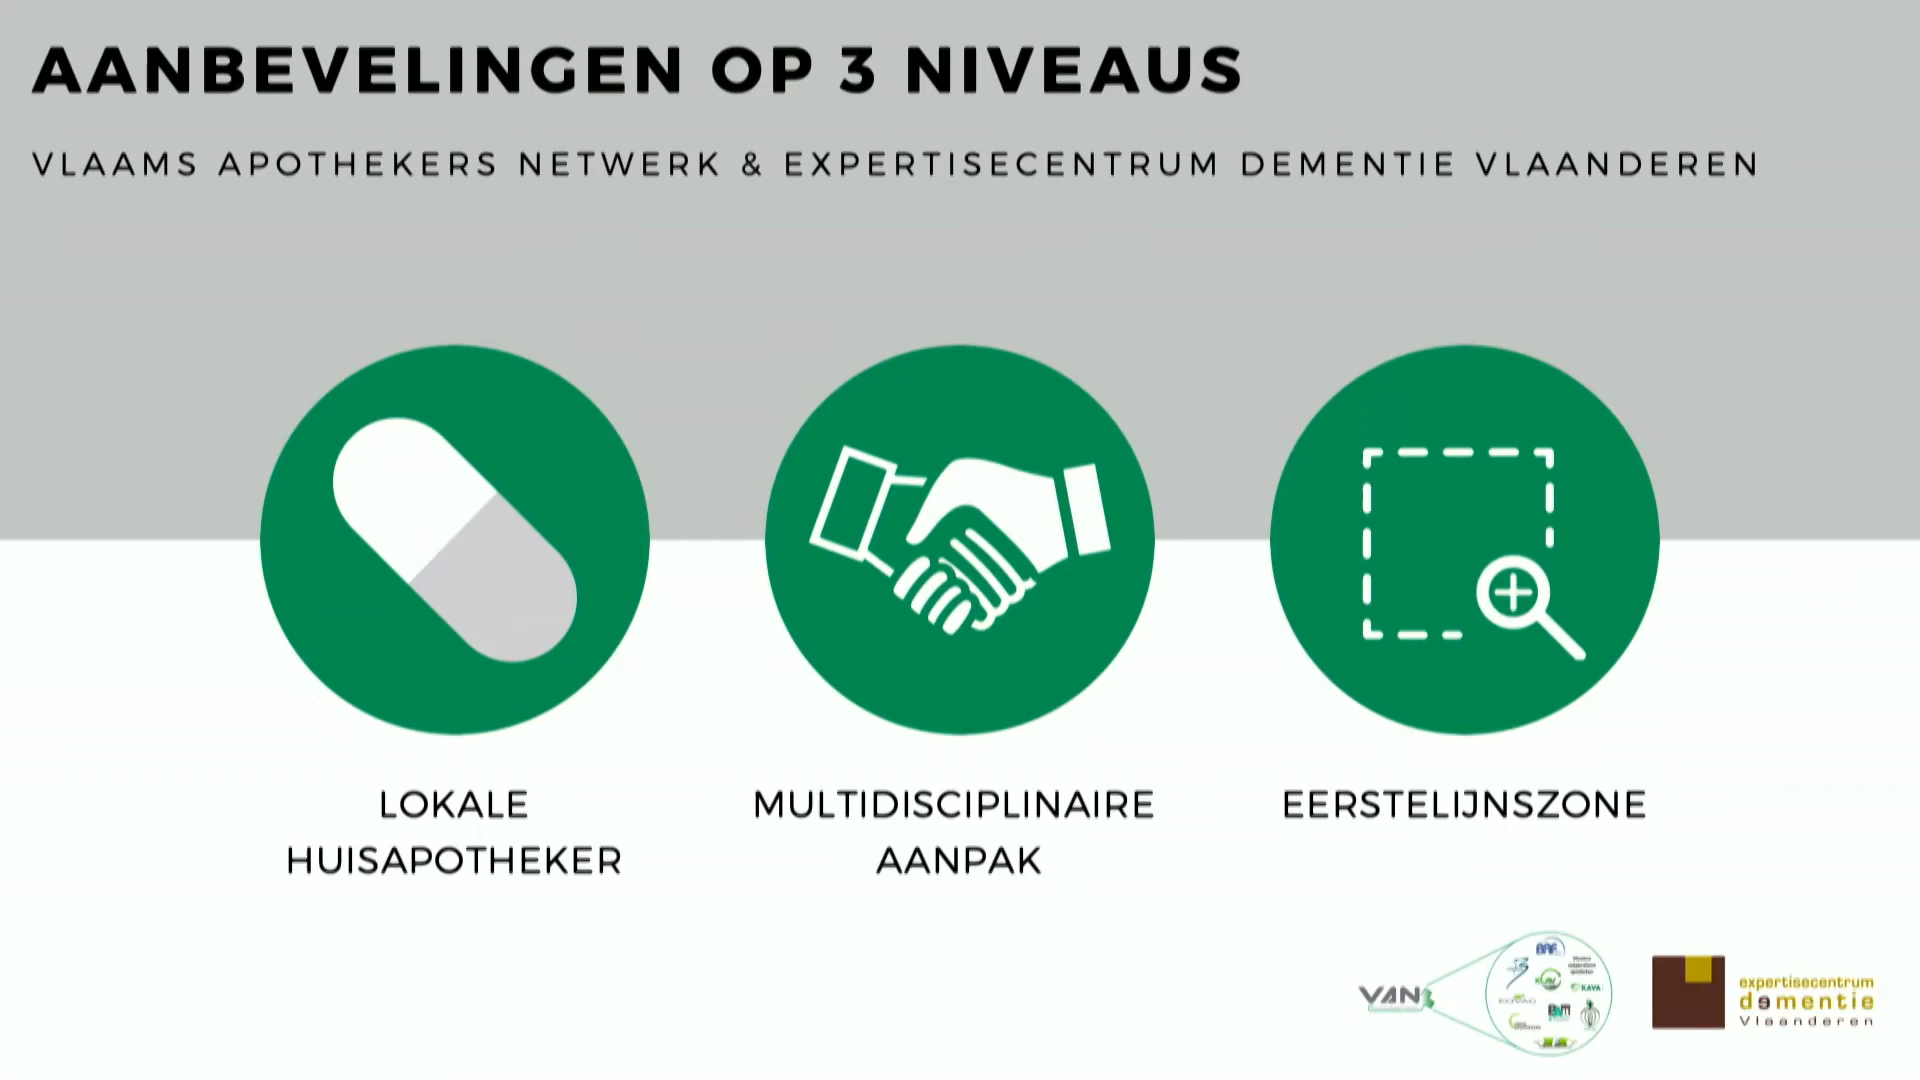 AANBEVELINGEN OP 3 NIVEAUS
VLAAMS APOTHEKERS NETWERK & EXPERTISECENTRUM DEMENTIE VLAANDEREN
LOKALE
HUISAPOTHEKER
MULTIDISCIPLINAIRE
AANPAK
EERSTELIJNSZONE
VAN
KAVA
expertisecentrum
dementie
Vlaanderen